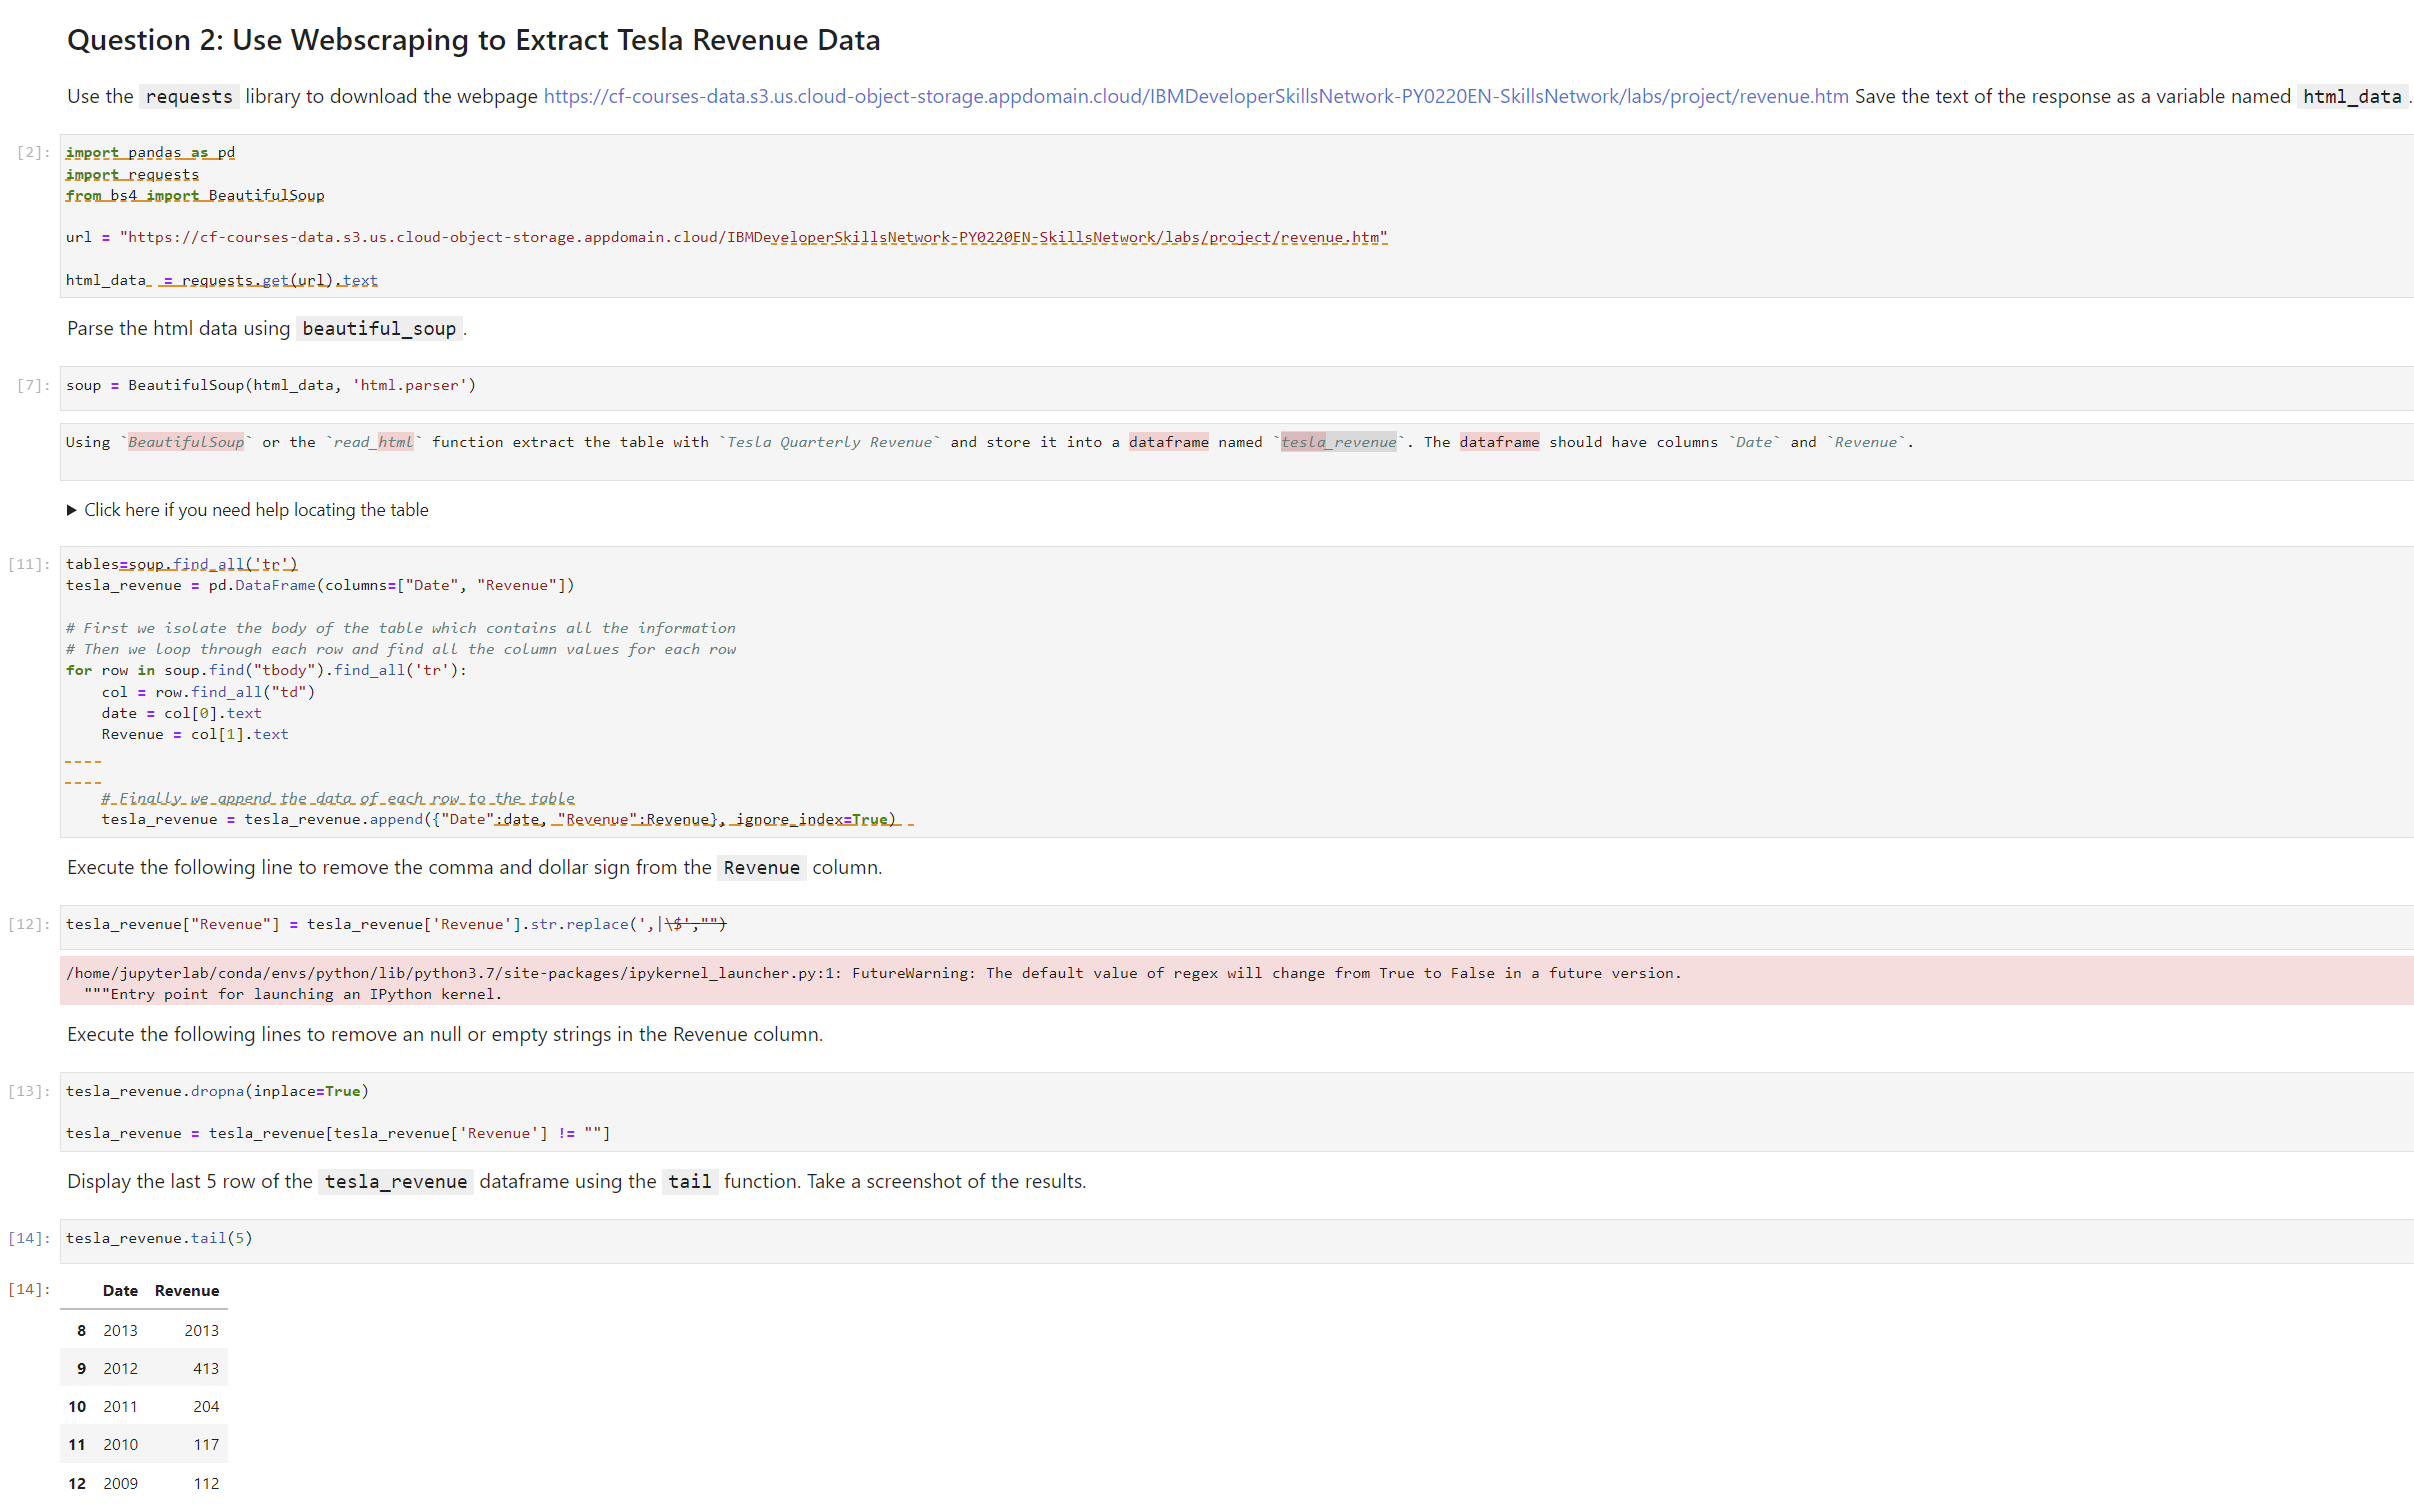 Question 2: Use Webscraping to Extract Tesla Revenue Data
Use the requests library to download the webpage https://cf-courses-data.s3.us.cloud-object-storage.appdomain.cloud/IBMDeveloperSkillsNetwork-PY0220EN-SkillsNetwork/labs/project/revenue.htm Save the text of the response as a variable named html_data.
[2]: import pandas as pd
import requests
from bs4 import BeautifulSoup
url = "https://cf-courses-data.s3.us.cloud-object-storage.appdomain.cloud/IBMDeveloperSkillsNetwork-PY0220EN-SkillsNetwork/labs/project/revenue.htm"
html_data  = requests.get(url).text
Parse the html data using beautiful_soup.
[7]: soup = BeautifulSoup(html_data, 'html.parser')
Using `BeautifulSoup` or the `read_html` function extract the table with `Tesla Quarterly Revenue` and store it into a dataframe named `tesla_revenue`. The dataframe should have columns `Date` and `Revenue`.
▶ Click here if you need help locating the table
[11]: tables=soup.find_all('tr')
tesla_revenue = pd.DataFrame(columns=["Date", "Revenue"])
# First we isolate the body of the table which contains all the information
# Then we loop through each row and find all the column values for each row
for row in soup.find("tbody").find_all('tr'):
    col = row.find_all("td")
    date = col[0].text
    Revenue = col[1].text
    # Finally we append the data of each row to the table
    tesla_revenue = tesla_revenue.append({"Date":date, "Revenue":Revenue}, ignore_index=True)
Execute the following line to remove the comma and dollar sign from the Revenue column.
[12]: tesla_revenue["Revenue"] = tesla_revenue['Revenue'].str.replace(',|\$',"")
/home/jupyterlab/conda/envs/python/lib/python3.7/site-packages/ipykernel_launcher.py:1: FutureWarning: The default value of regex will change from True to False in a future version.
  """Entry point for launching an IPython kernel.
Execute the following lines to remove an null or empty strings in the Revenue column.
[13]: tesla_revenue.dropna(inplace=True)
tesla_revenue = tesla_revenue[tesla_revenue['Revenue'] != ""]
Display the last 5 row of the tesla_revenue dataframe using the tail function. Take a screenshot of the results.
[14]: tesla_revenue.tail(5)
[14]: Date Revenue
8 2013 2013
9 2012 413
10 2011 204
11 2010 117
12 2009 112